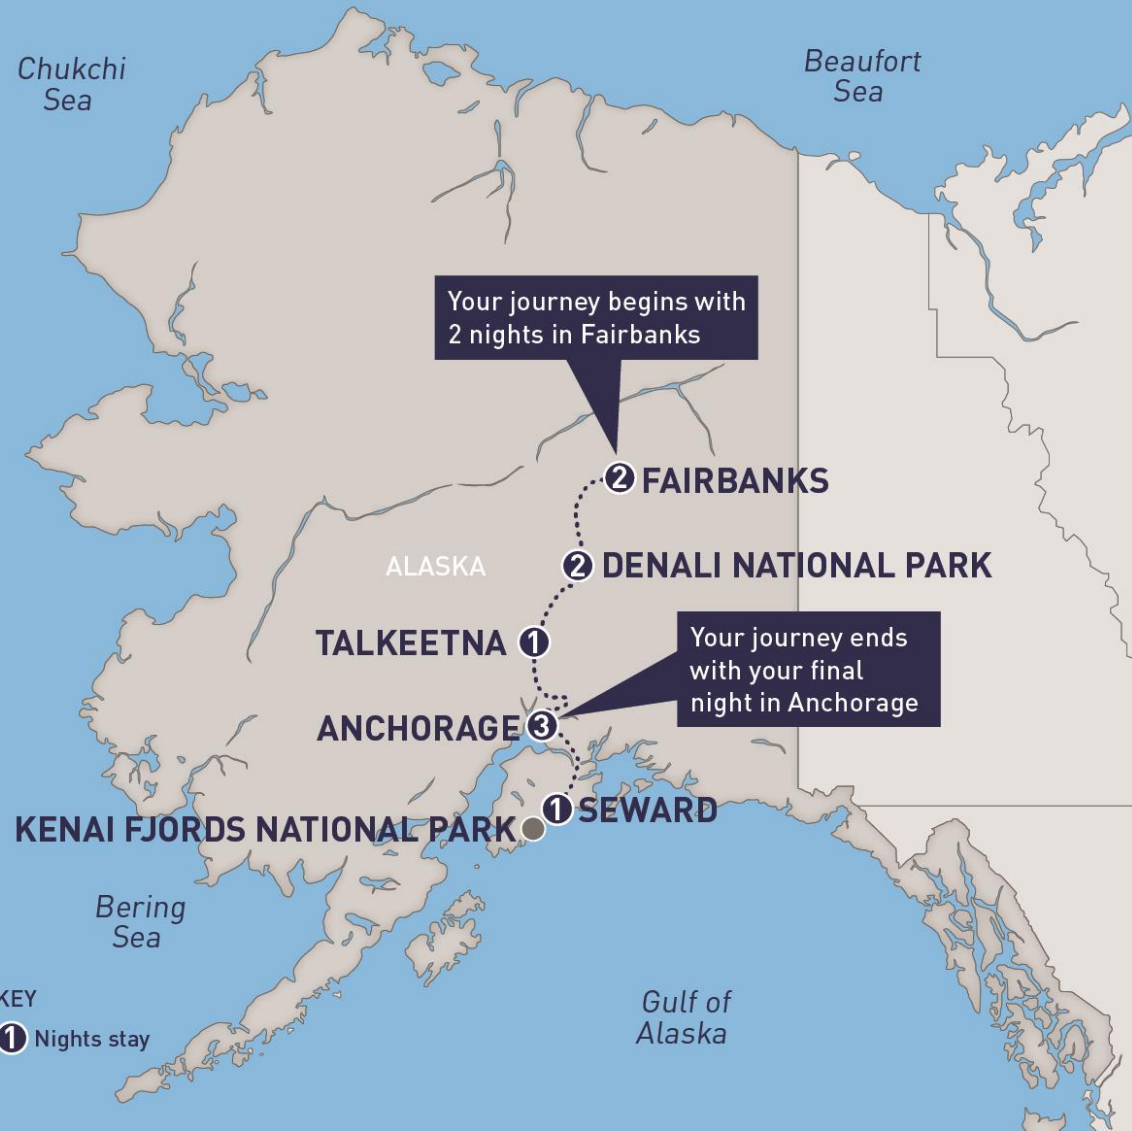 Chukchi
Sea
Beaufort
Sea
Your journey begins with
2 nights in Fairbanks
2 FAIRBANKS
ALASKA
2 DENALI NATIONAL PARK
TALKEETNA 1
Your journey ends
with your final
night in Anchorage
ANCHORAGE 3
1 SEWARD
KENAI FJORDS NATIONAL PARK
Bering
Sea
Gulf of
Alaska
KEY
1 Nights stay